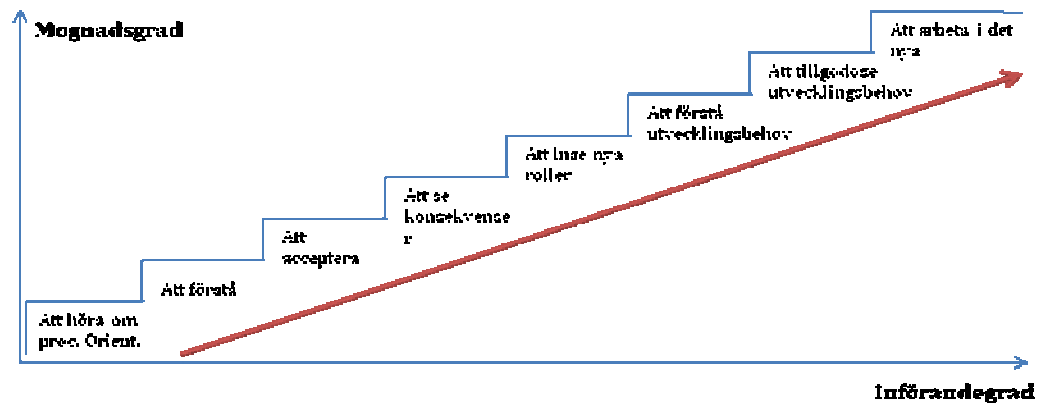 Mognadsgrad
Att arbeta i det
nya
Att tillgodose
utvecklingsbehov
Att förstå
utvecklingsbehov
Att inse nya
roller
Att se
konsekvense
r
Att
acceptera
Att förstå
Att höra om
proc. Orient.
Införandegrad